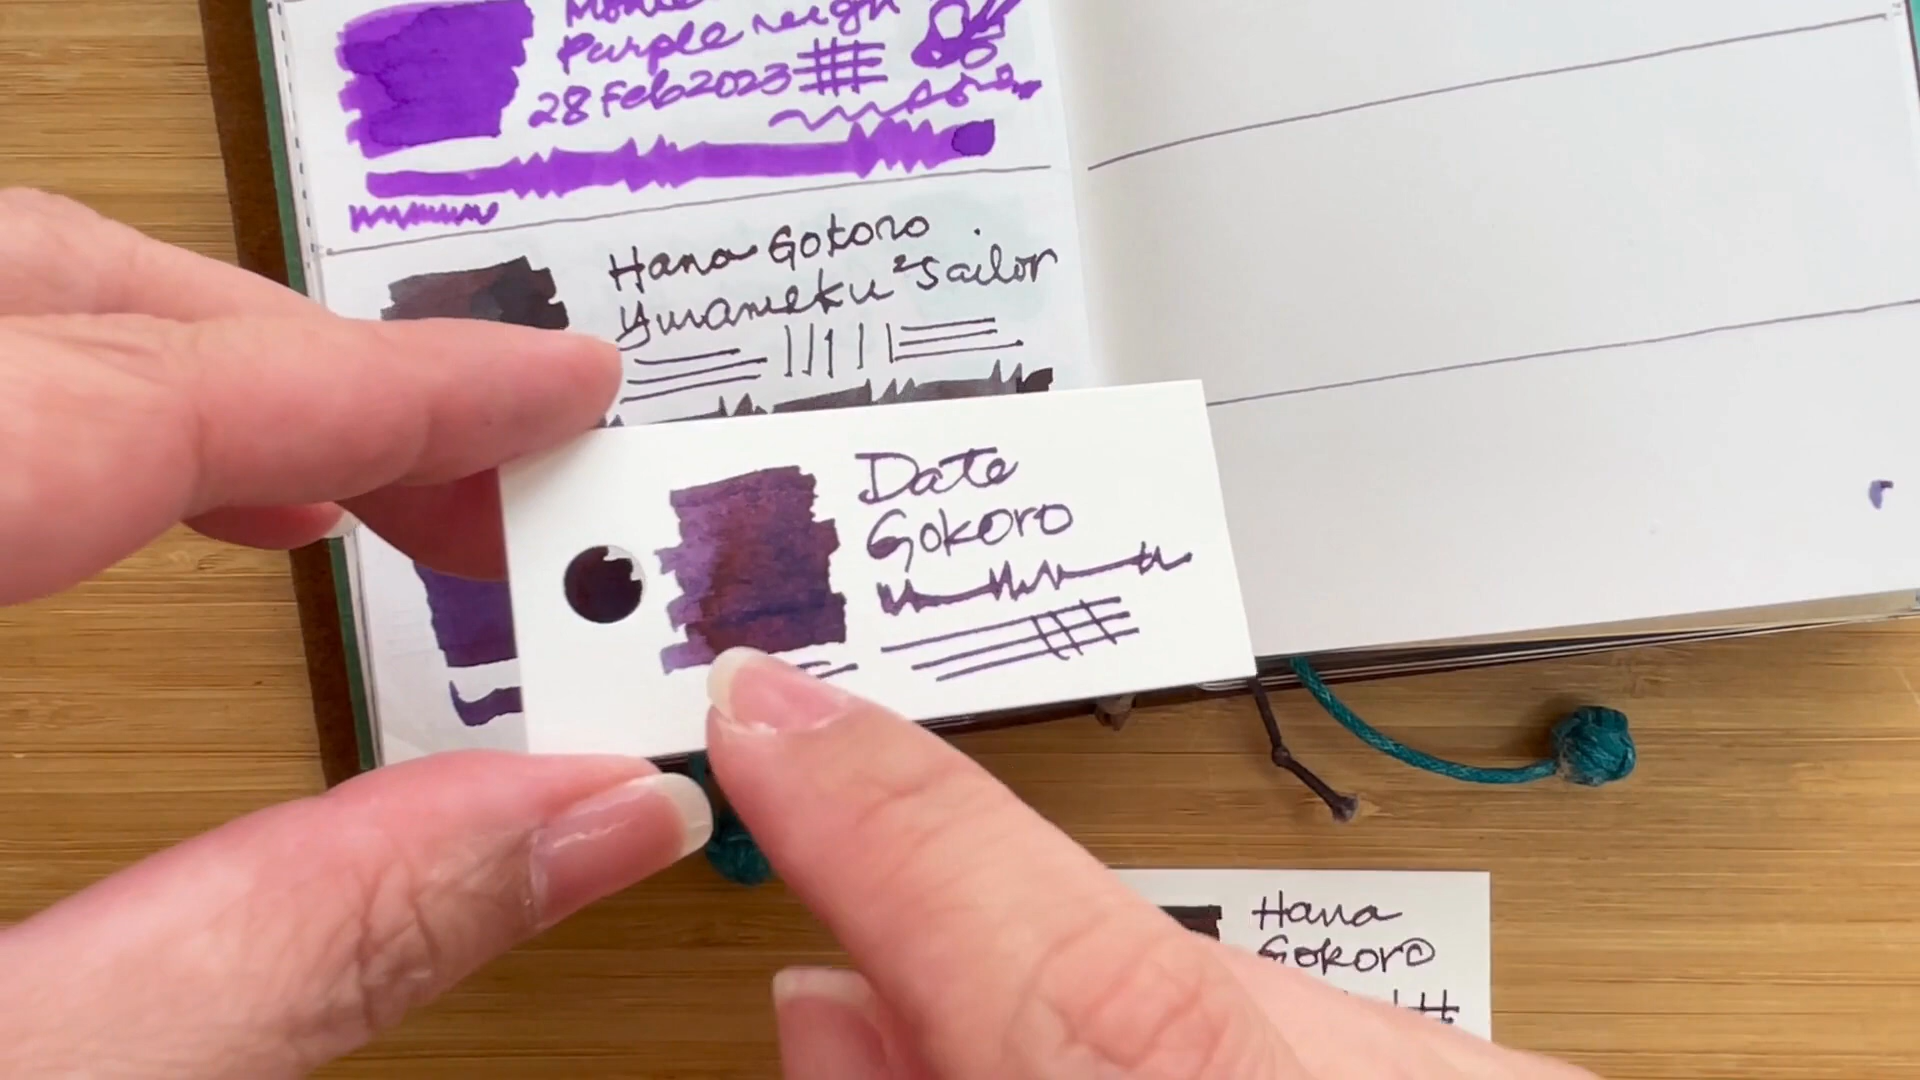 Purple reign
28 Feb 2023
Hana Gokoro
Yurameku Sailor
Date
Gokoro
Hana
Gokoro